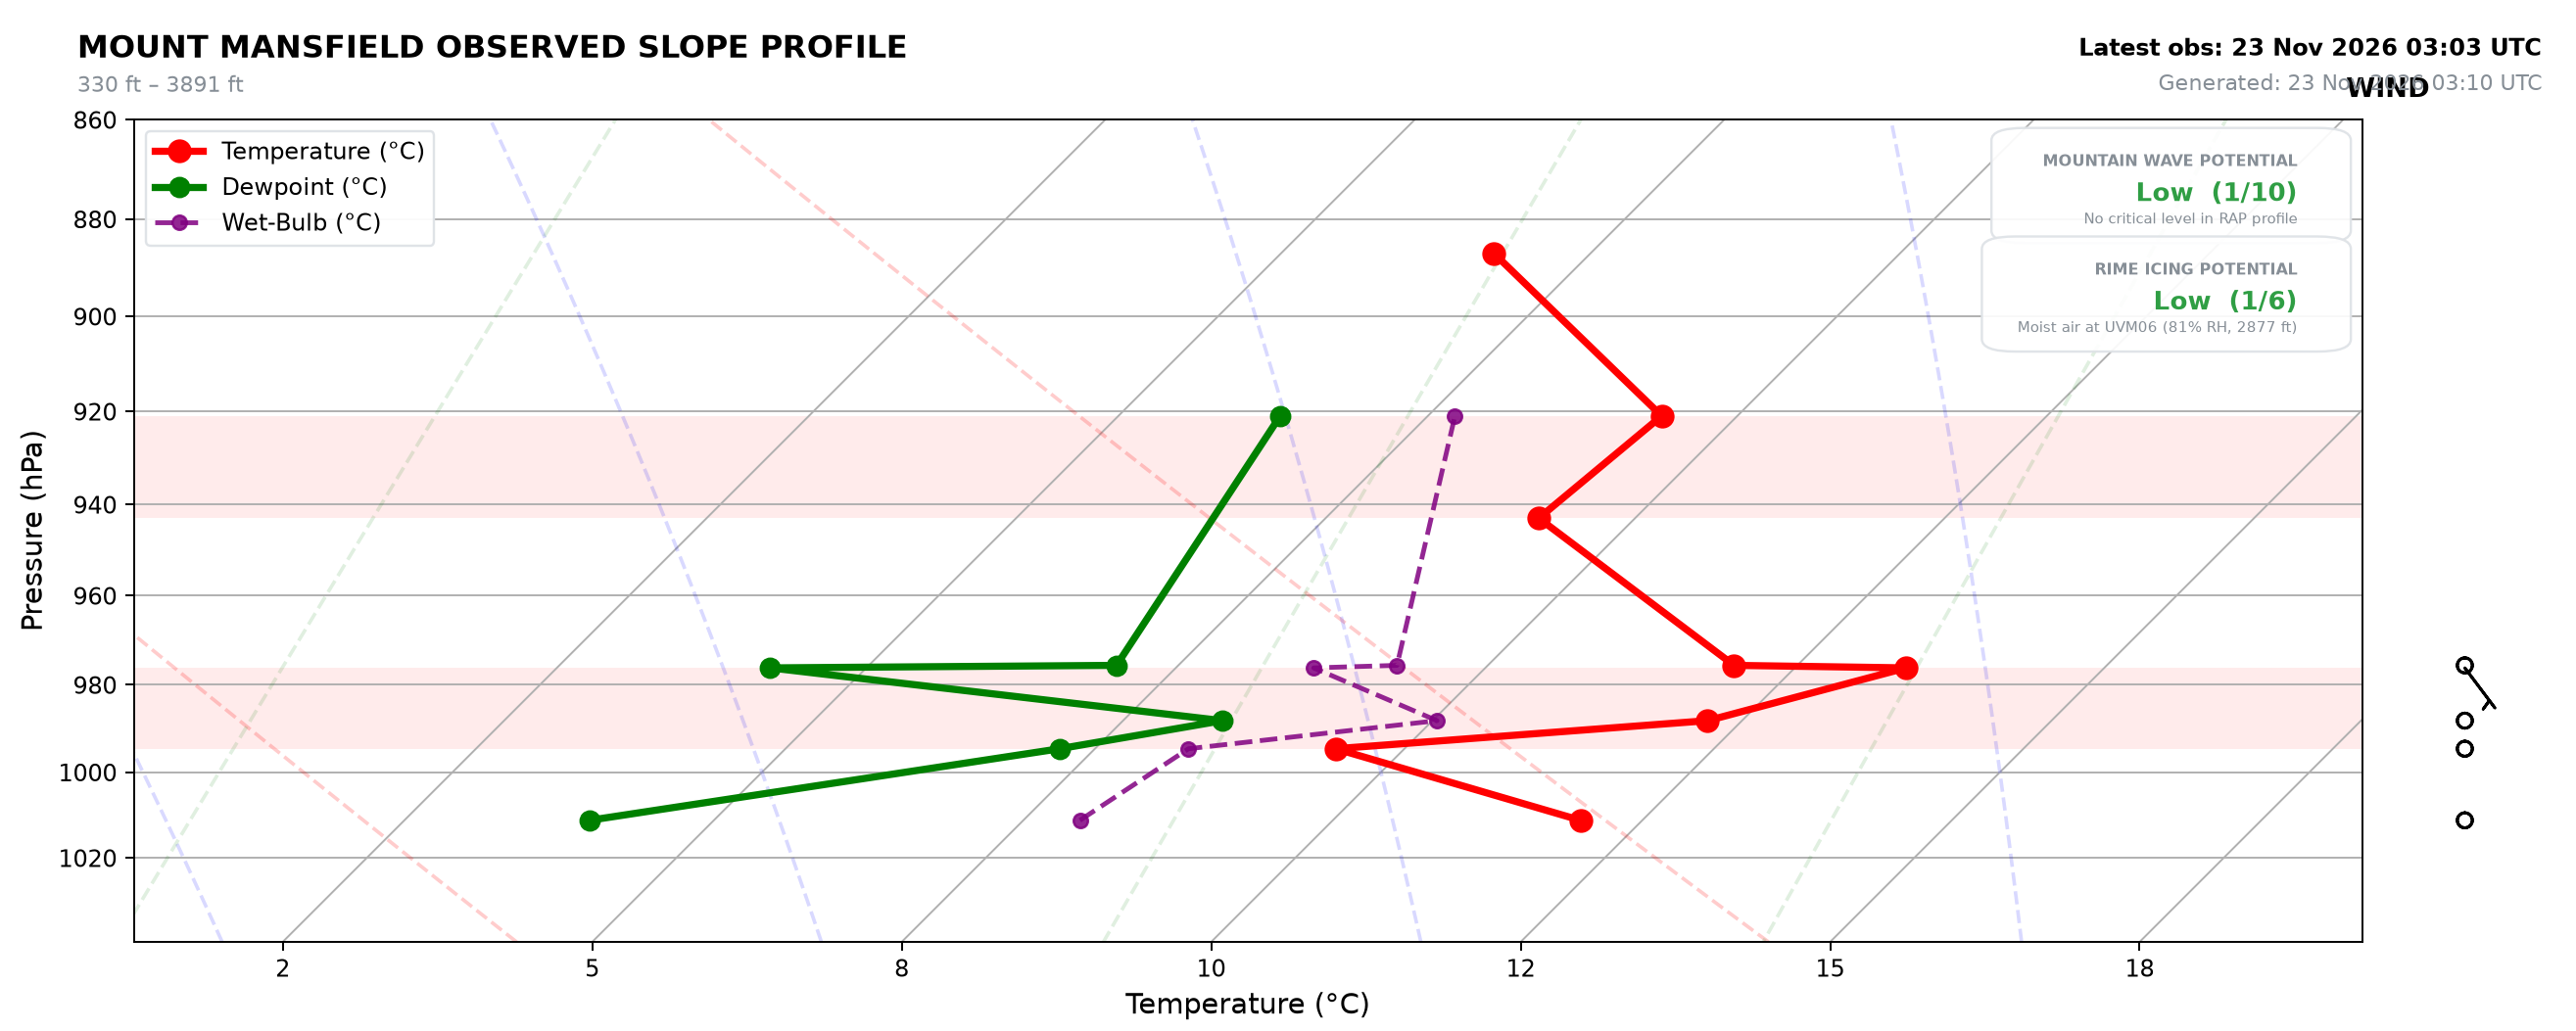 MOUNT MANSFIELD OBSERVED SLOPE PROFILE
330 ft – 3891 ft
Latest obs: 23 Nov 2026 03:03 UTC
Generated: 23 Nov 2026 03:10 UTC
WIND
Temperature (°C)
Dewpoint (°C)
Wet-Bulb (°C)
MOUNTAIN WAVE POTENTIAL
Low (1/10)
No critical level in RAP profile
RIME ICING POTENTIAL
Low (1/6)
Moist air at UVM06 (81% RH, 2877 ft)
Pressure (hPa)
860
880
900
920
940
960
980
1000
1020
2 5 8 10 12 15 18
Temperature (°C)